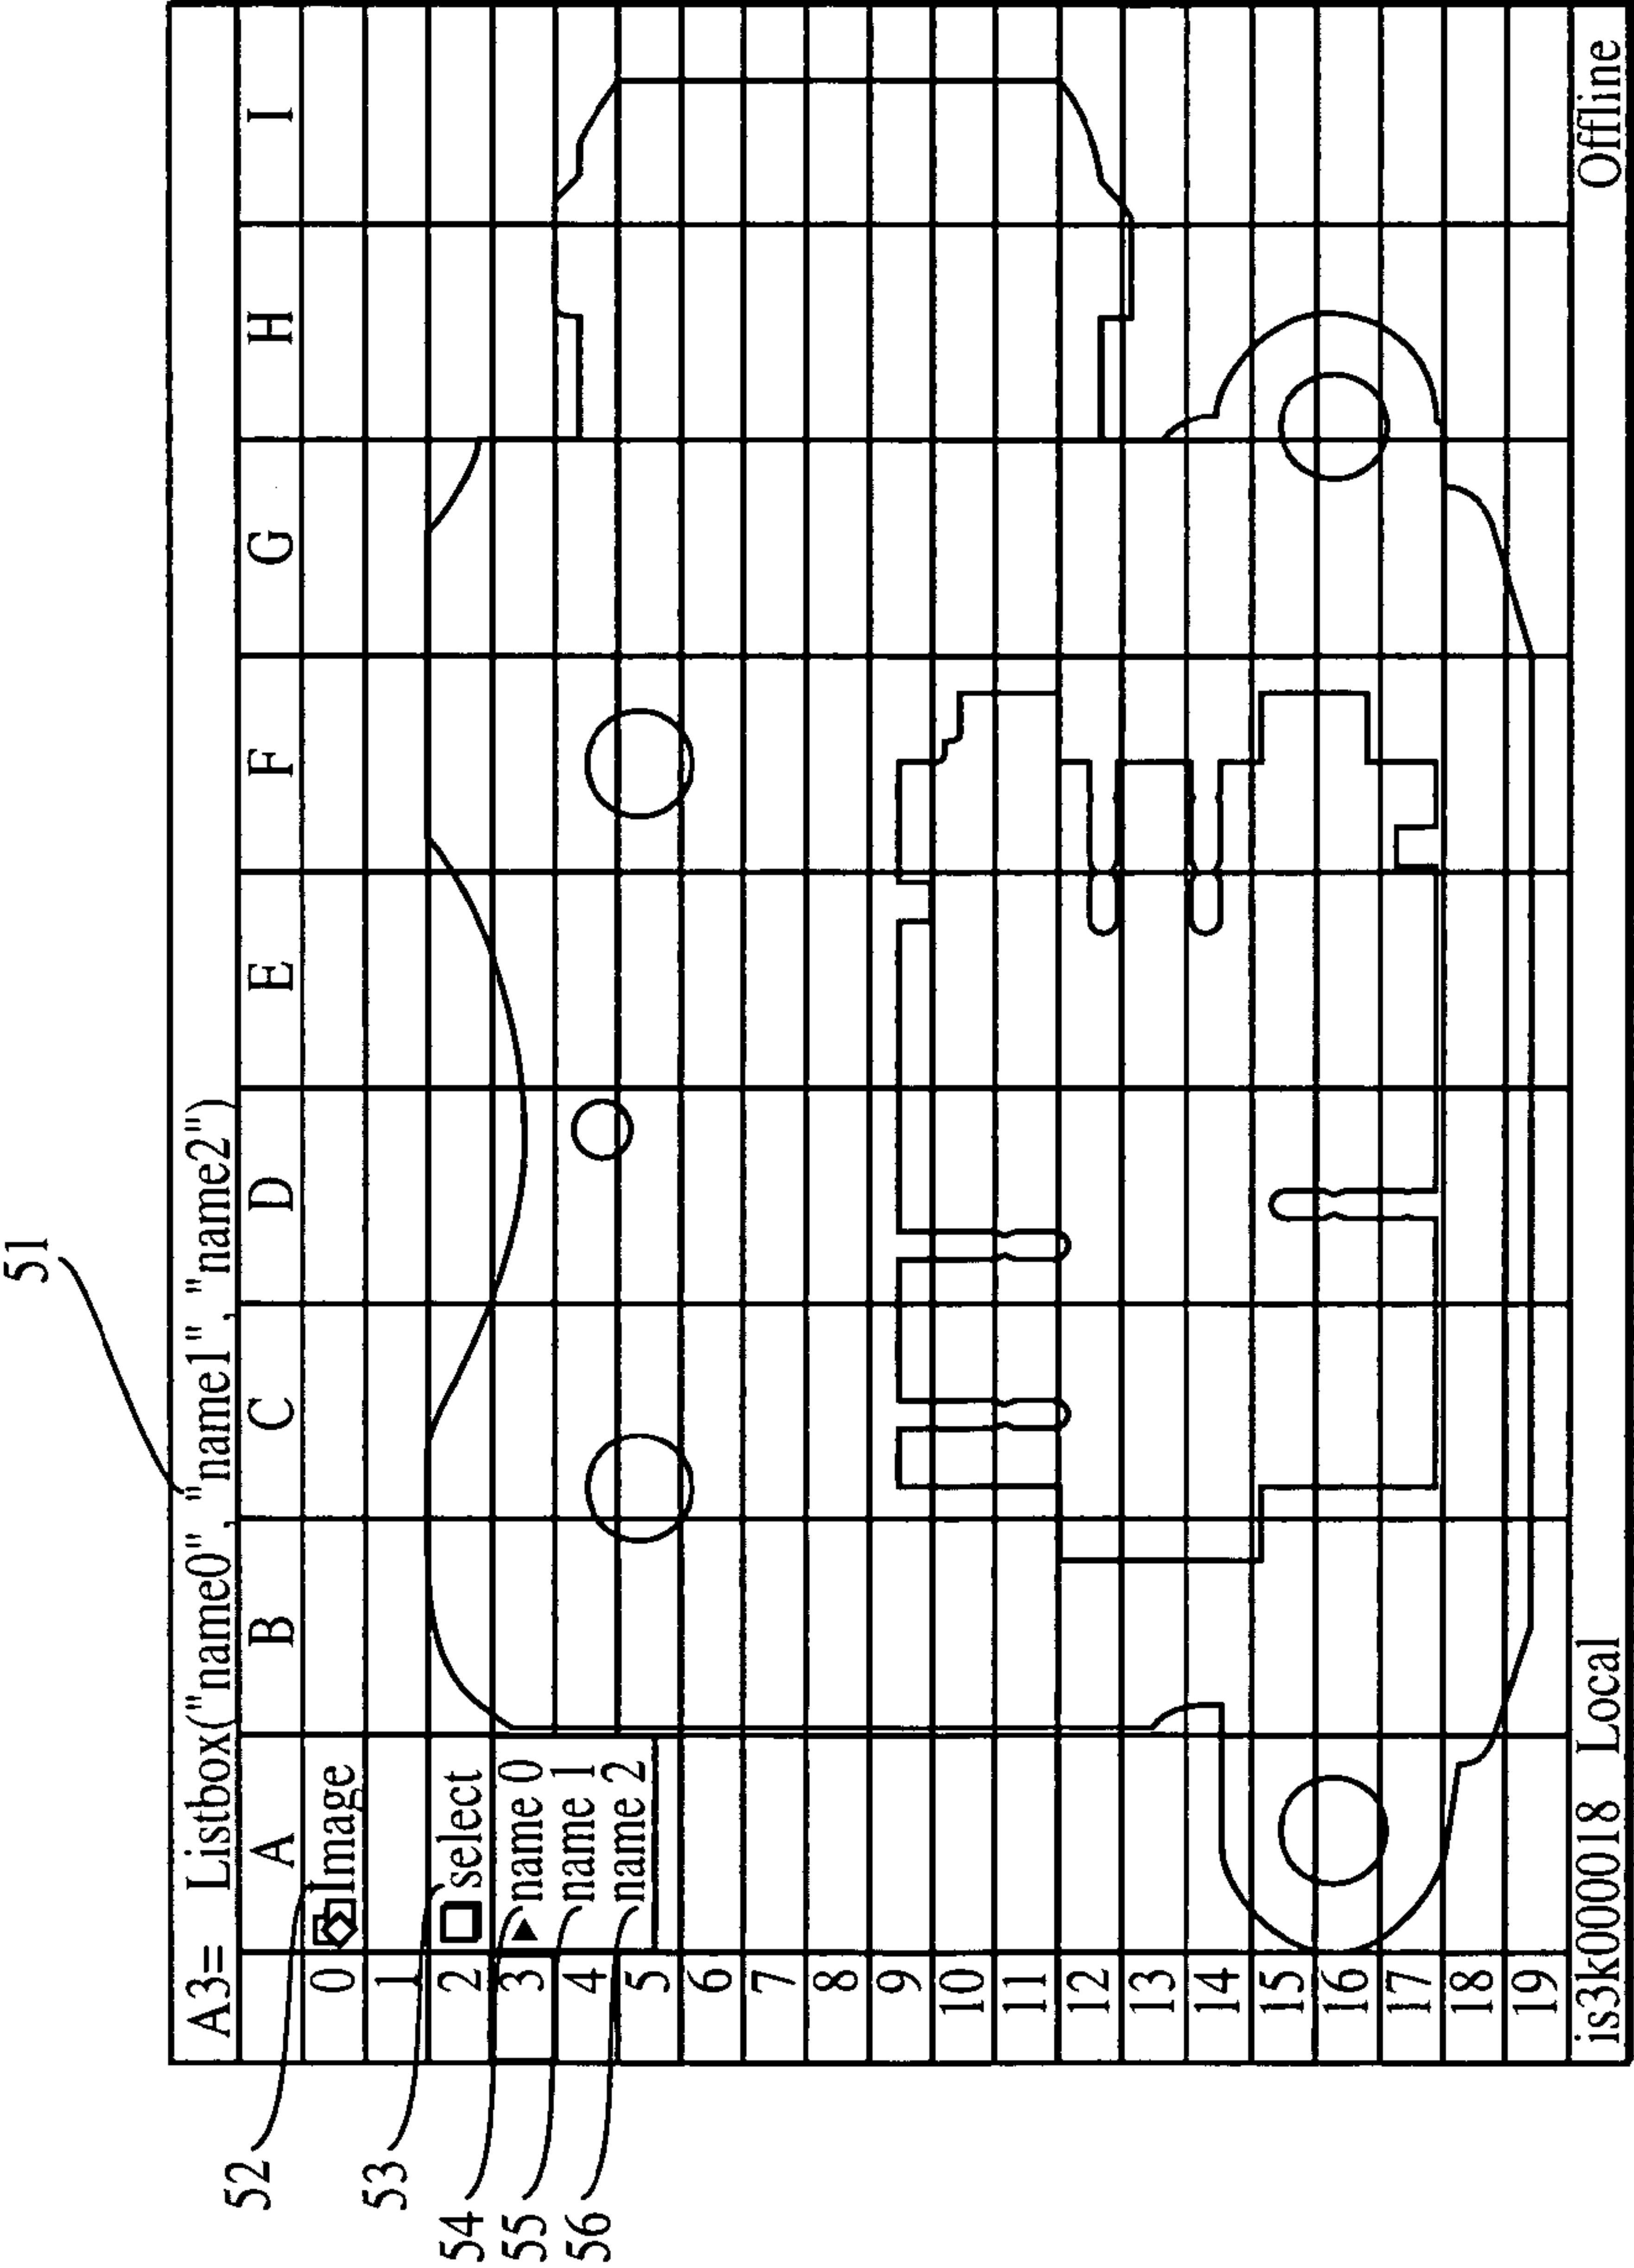 51
A3= Listbox("name0","name1","name2")
A B C D E F G H I
52
0 Image
1
53
2 select
54
3 name 0
55
4 name 1
56
5 name 2
6
7
8
9
10
11
12
13
14
15
16
17
18
19
is3k000018 Local Offline